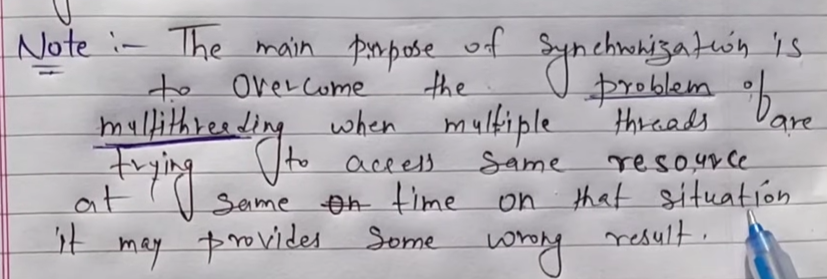 Note :- The main purpose of synchronization is
to overcome the problem of
multithreading when multiple threads are
trying to access same resource
at same on time on that situation
it may provides some wrong result.